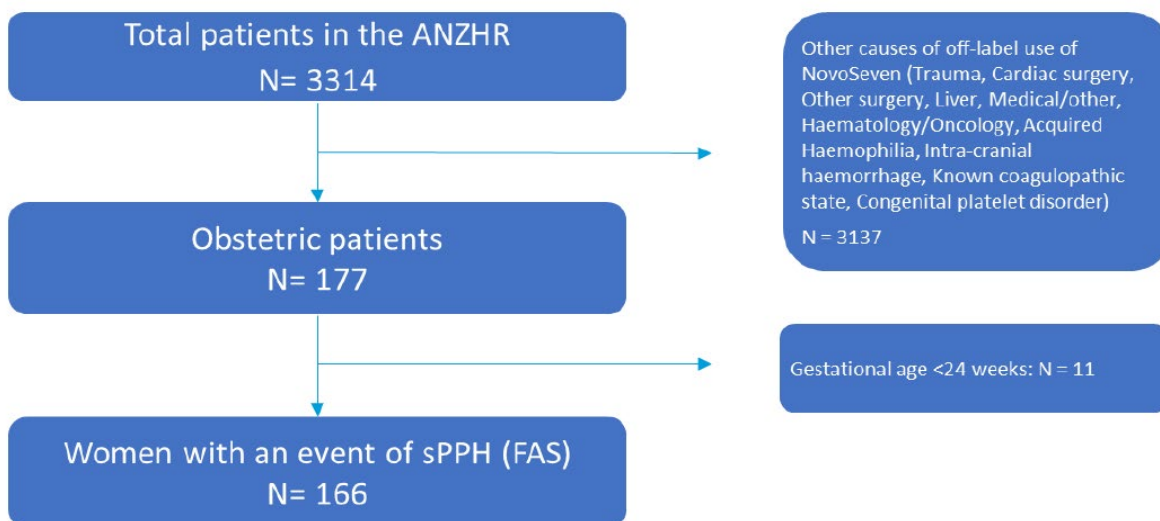 Total patients in the ANZHR
N= 3314
Other causes of off-label use of
NovoSeven (Trauma, Cardiac surgery,
Other surgery, Liver, Medical/other,
Haematology/Oncology, Acquired
Haemophilia, Intra-cranial
haemorrhage, Known coagulopathic
state, Congenital platelet disorder)
N = 3137
Obstetric patients
N= 177
Gestational age <24 weeks: N = 11
Women with an event of sPPH (FAS)
N= 166